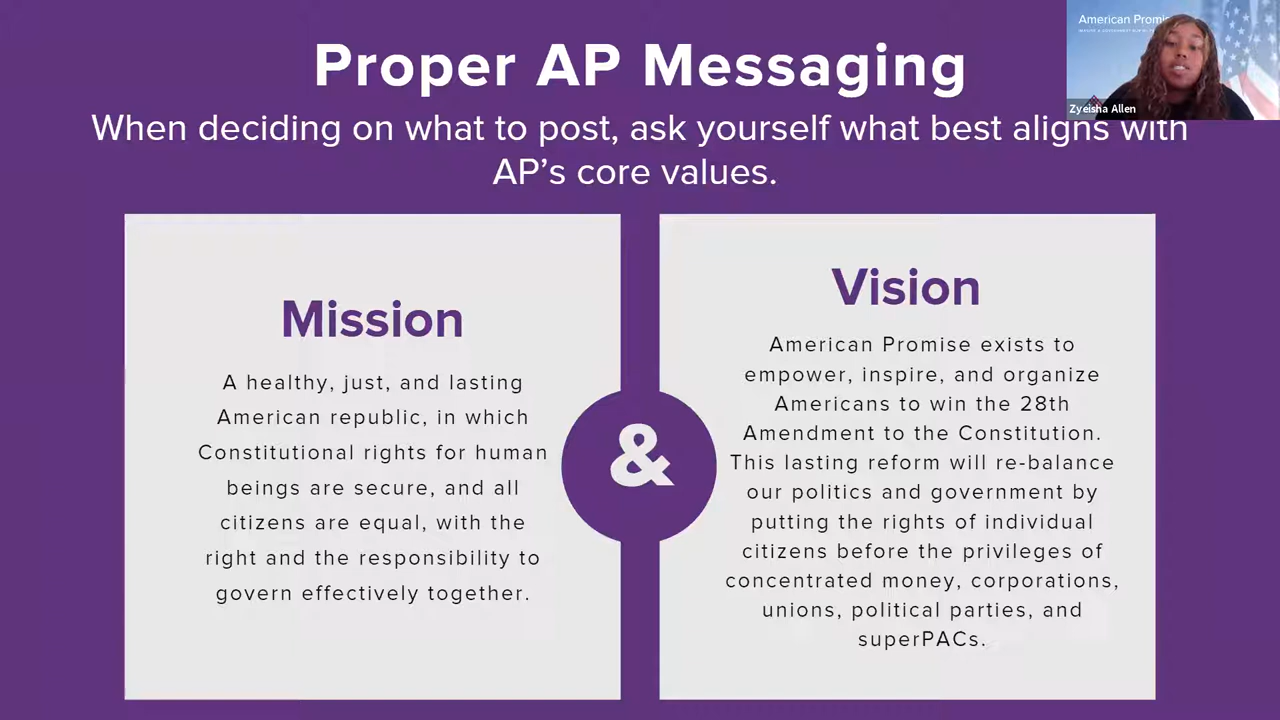 Proper AP Messaging
When deciding on what to post, ask yourself what best aligns with
AP’s core values.
American Promise
Zyeisha Allen
Mission
A healthy, just, and lasting
American republic, in which
Constitutional rights for human
beings are secure, and all
citizens are equal, with the
right and the responsibility to
govern effectively together.
&
Vision
American Promise exists to
empower, inspire, and organize
Americans to win the 28th
Amendment to the Constitution.
This lasting reform will re-balance
our politics and government by
putting the rights of individual
citizens before the privileges of
concentrated money, corporations,
unions, political parties, and
superPACs.